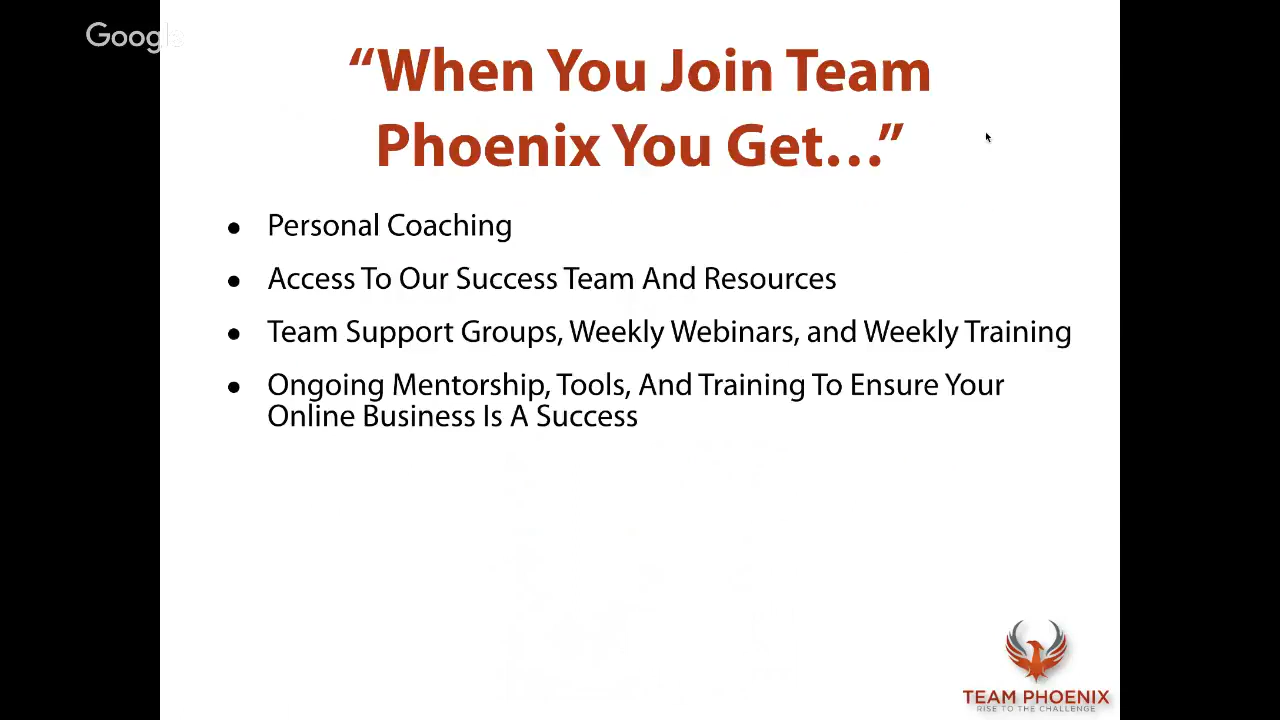 Google
“When You Join Team
Phoenix You Get…”
• Personal Coaching
• Access To Our Success Team And Resources
• Team Support Groups, Weekly Webinars, and Weekly Training
• Ongoing Mentorship, Tools, And Training To Ensure Your
Online Business Is A Success
TEAM PHOENIX
RISE TO THE CHALLENGE